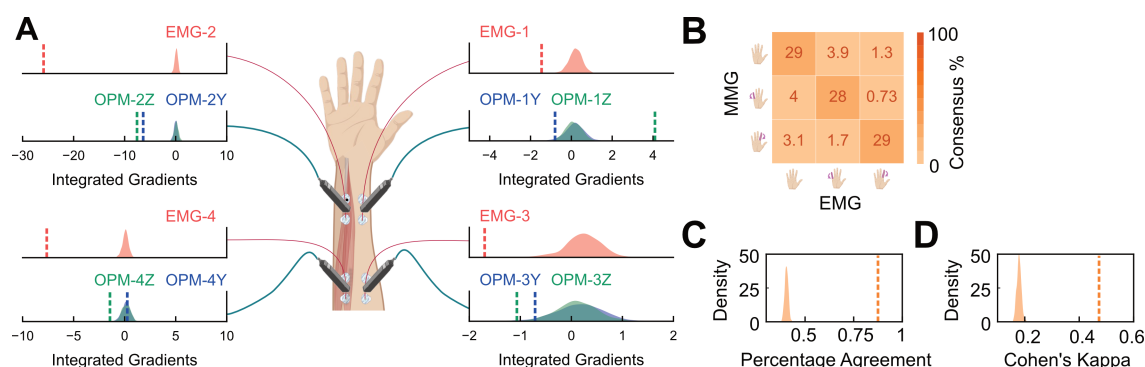 A
EMG-2
OPM-2Z OPM-2Y
−30 −20 −10 0 10
Integrated Gradients
EMG-1
OPM-1Y OPM-1Z
−4 −2 0 2 4
Integrated Gradients
EMG-4
OPM-4Z OPM-4Y
−10 −5 0 5 10
Integrated Gradients
EMG-3
OPM-3Y OPM-3Z
−2 −1 0 1 2
Integrated Gradients
B
MMG
29 3.9 1.3
4 28 0.73
3.1 1.7 29
EMG
100
0
Consensus %
C
Density
50
25
0
0.5 0.75 1
Percentage Agreement
D
Density
50
25
0
0.2 0.4 0.6
Cohen's Kappa